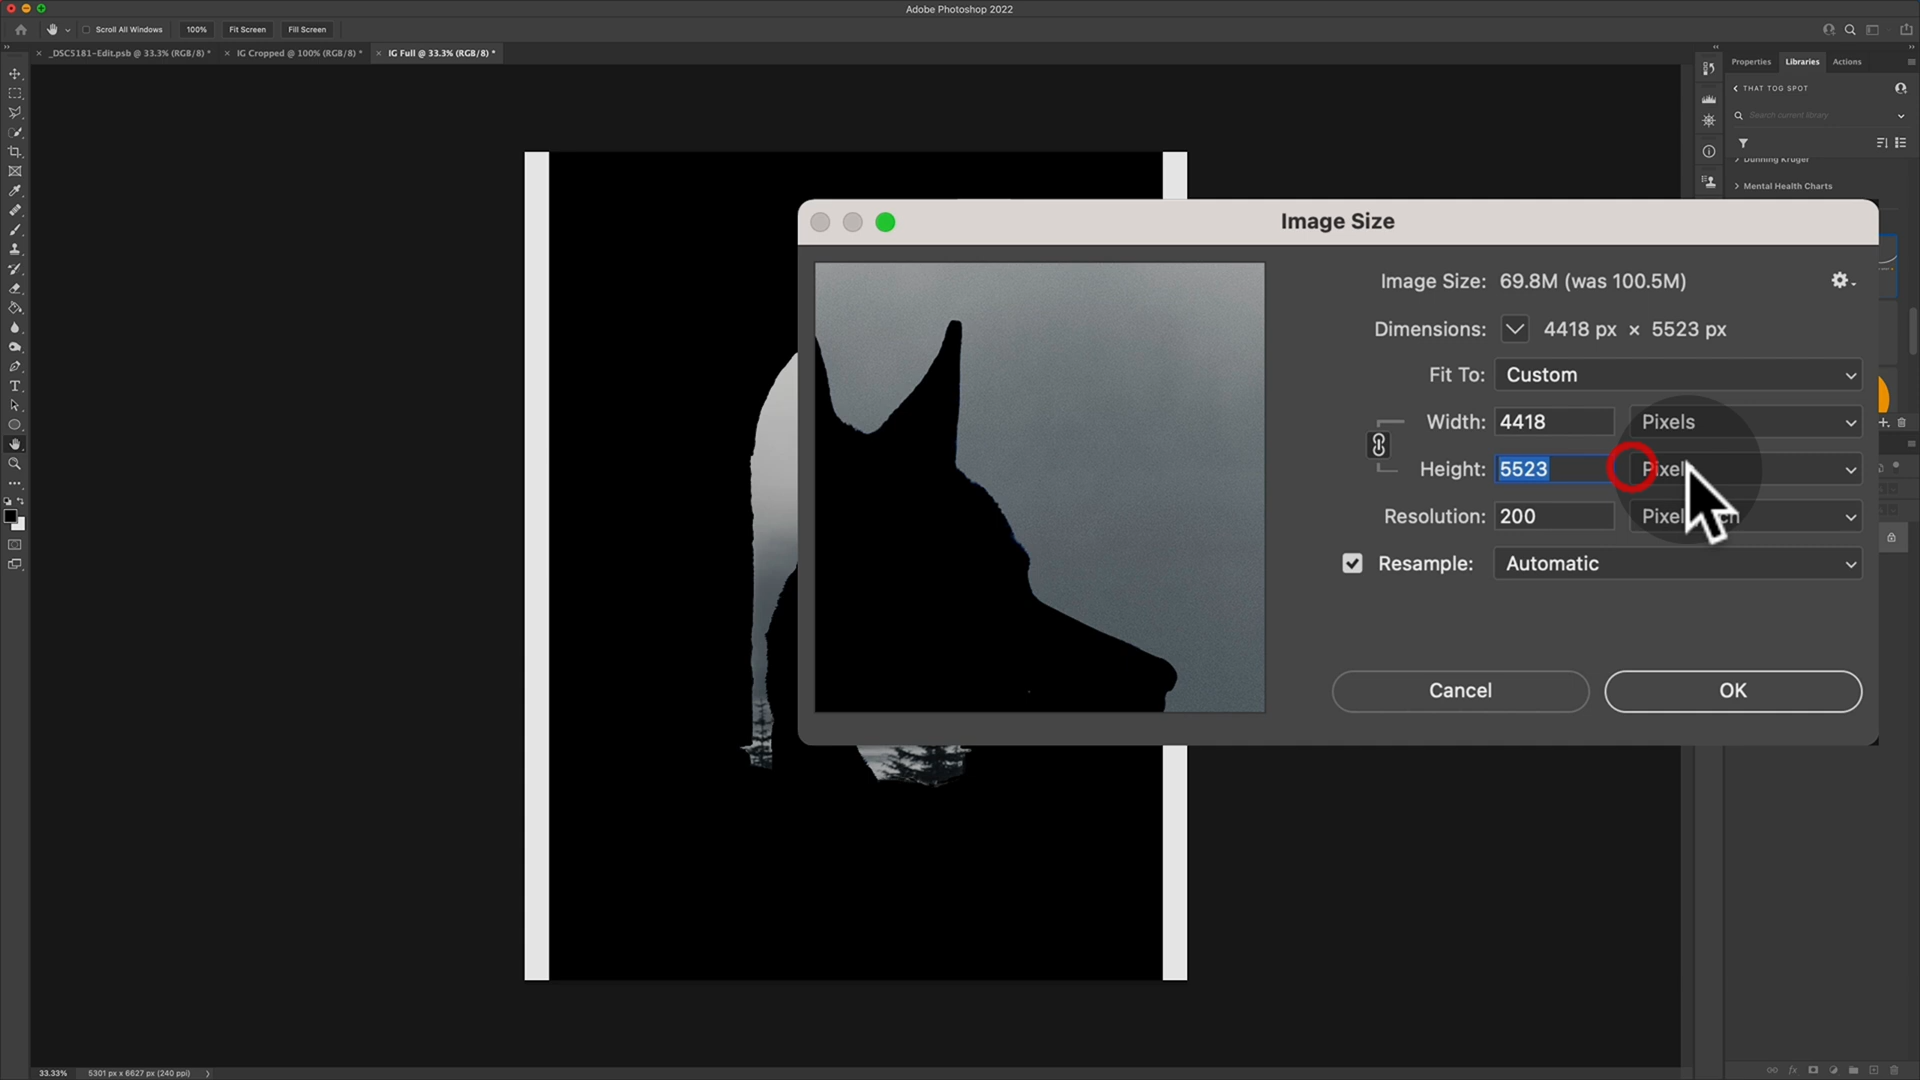 Adobe Photoshop 2022
Scroll All Windows
100%
Fit Screen
Fill Screen
_DSC5181-Edit.psb @ 33.3% (RGB/8) *
IG Cropped @ 100% (RGB/8) *
IG Full @ 33.3% (RGB/8) *
Properties
Libraries
Actions
THAT TOG SPOT
Search current library
Dunning Kruger
Mental Health Charts
Image Size
Image Size: 69.8M (was 100.5M)
Dimensions: 4418 px × 5523 px
Fit To: Custom
Width: 4418 Pixels
Height: 5523 Pixel
Resolution: 200
Resample: Automatic
Cancel
OK
33.33%
5301 px x 6627 px (240 ppi)